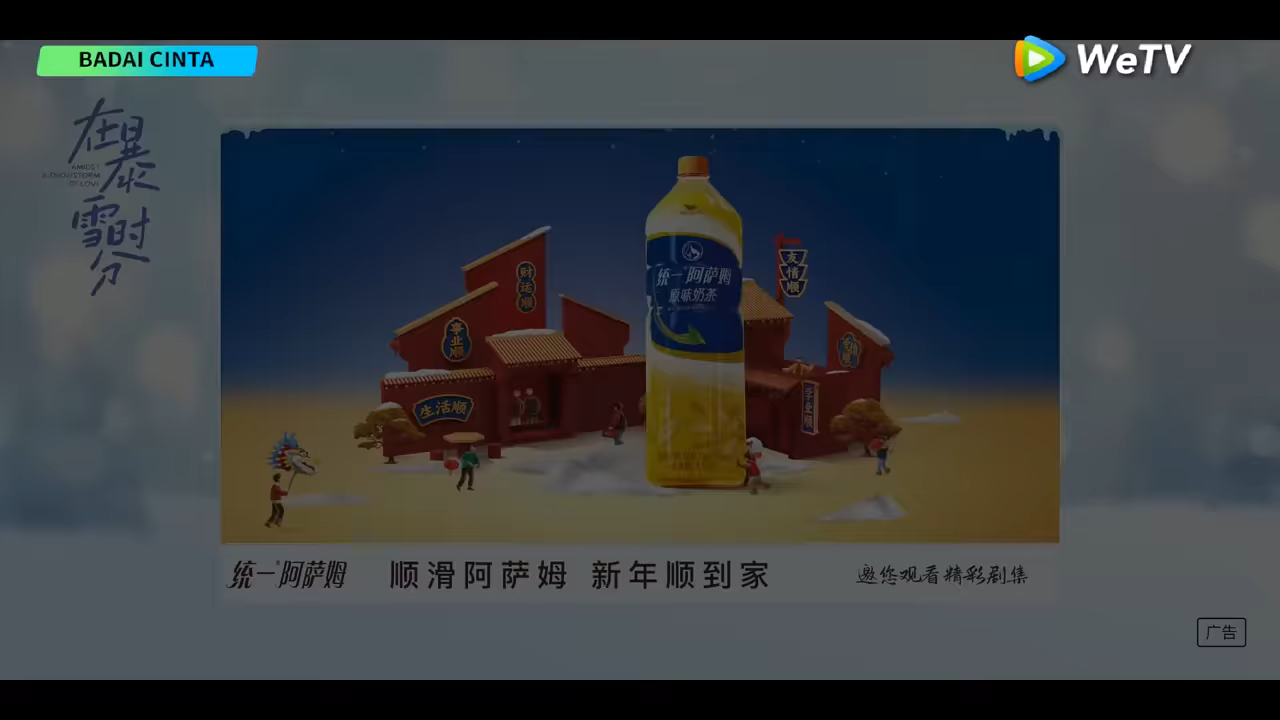 BADAI CINTA
WeTV
在暴
雪时
分
AMIDST
A SNOWSTORM
OF LOVE
财运顺
事业顺
生活顺
友情顺
学业顺
统一 阿萨姆
原味奶茶
统一 阿萨姆
顺滑阿萨姆 新年顺到家
邀您观看精彩剧集
广告